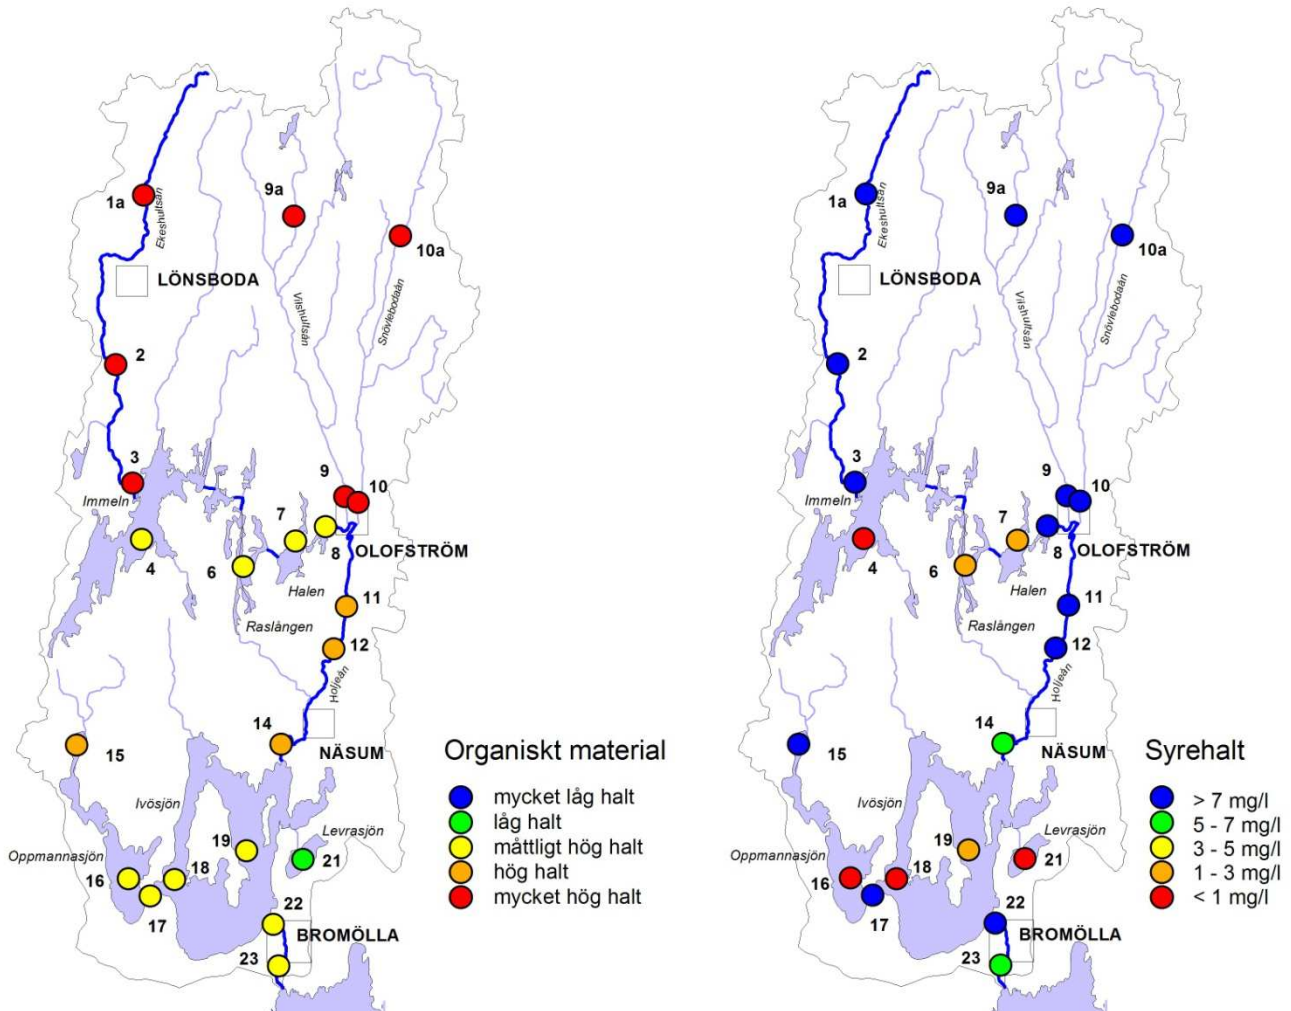 9a
1a
Ekeshultsån
10a
LÖNSBODA
Vilshultsån
Snövlebodaån
2
3
9
10
Immeln
7
4
6
8
OLOFSTRÖM
Halen
11
Raslången
12
Holjeån
14
15
NÄSUM
Ivösjön
19
Levrasjön
Oppmannasjön
16
18
21
17
22
BROMÖLLA
23
Organiskt material
mycket låg halt
låg halt
måttligt hög halt
hög halt
mycket hög halt
9a
1a
Ekeshultsån
10a
LÖNSBODA
Vilshultsån
Snövlebodaån
2
3
9
10
Immeln
7
4
6
8
OLOFSTRÖM
Halen
11
Raslången
12
Holjeån
14
15
NÄSUM
Ivösjön
19
Levrasjön
Oppmannasjön
16
18
21
17
22
BROMÖLLA
23
Syrehalt
> 7 mg/l
5 - 7 mg/l
3 - 5 mg/l
1 - 3 mg/l
< 1 mg/l